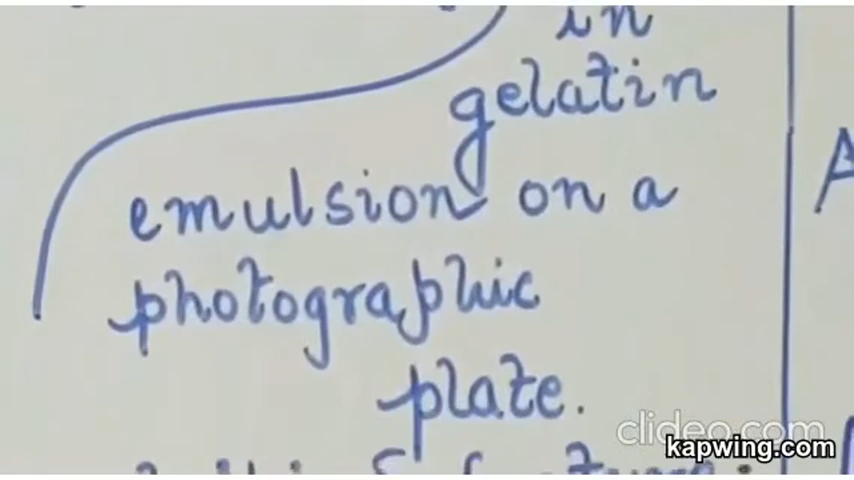 in
gelatin
emulsion on a
photographic
plate.
clideo.com
kapwing.com